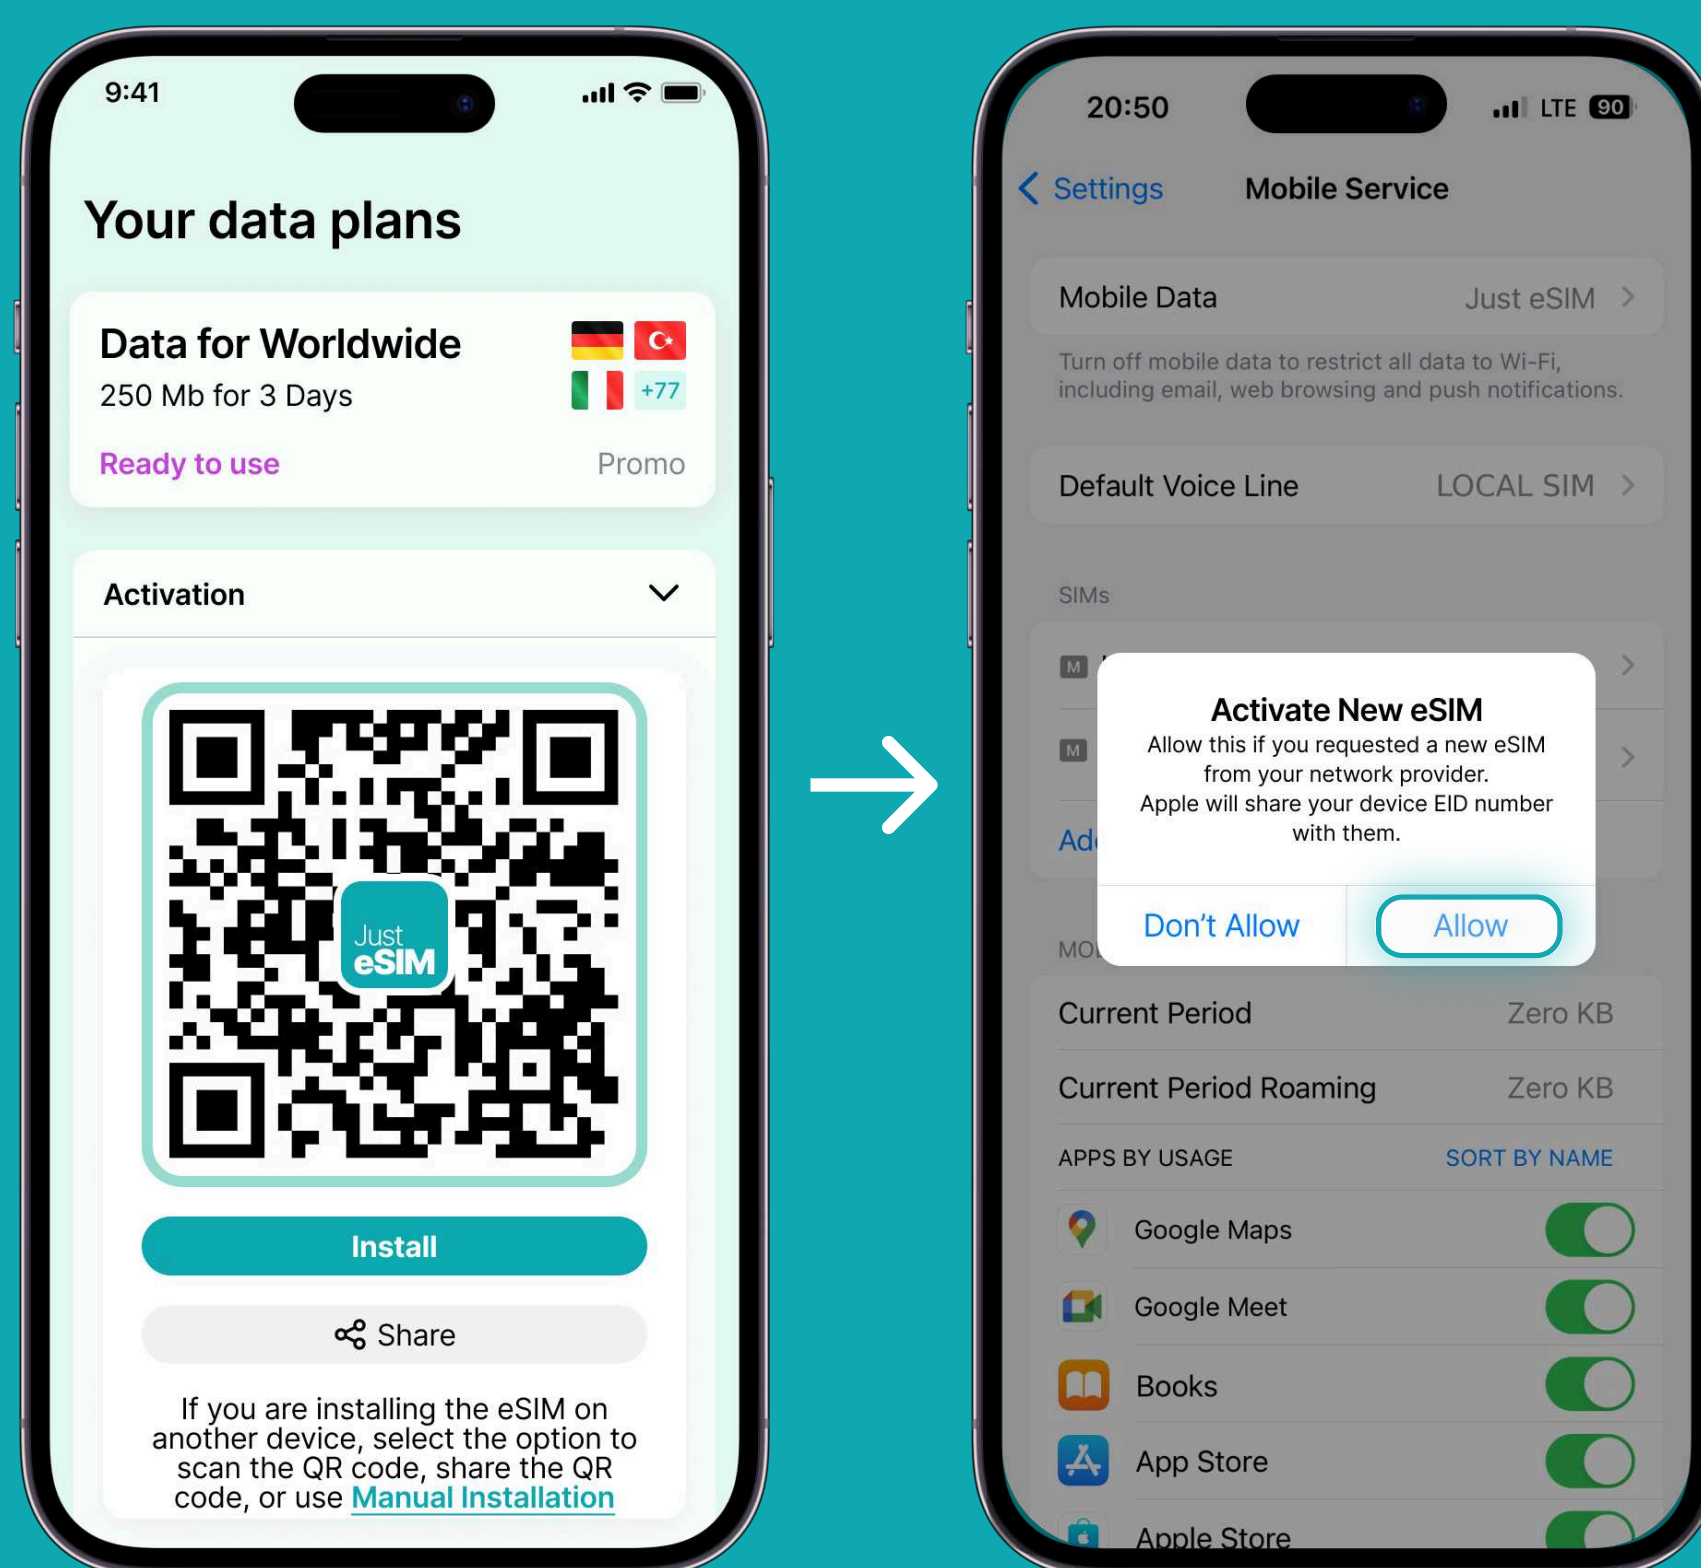 9:41
Your data plans
Data for Worldwide
250 Mb for 3 Days
+77
Ready to use
Promo
Activation
Just
eSIM
Install
Share
If you are installing the eSIM on
another device, select the option to
scan the QR code, share the QR
code, or use Manual Installation
20:50
LTE 90
Settings
Mobile Service
Mobile Data
Just eSIM
Turn off mobile data to restrict all data to Wi-Fi,
including email, web browsing and push notifications.
Default Voice Line
LOCAL SIM
SIMs
M
M
Activate New eSIM
Allow this if you requested a new eSIM
from your network provider.
Apple will share your device EID number
with them.
Don't Allow
Allow
Current Period
Zero KB
Current Period Roaming
Zero KB
APPS BY USAGE
SORT BY NAME
Google Maps
Google Meet
Books
App Store
Apple Store